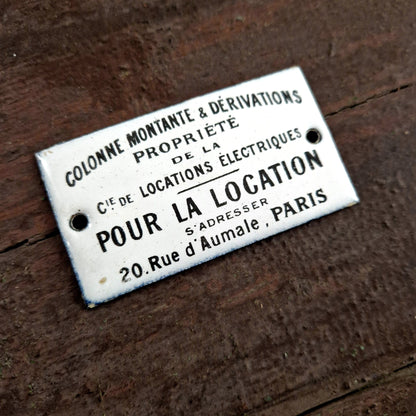 COLONNE MONTANTE & DÉRIVATIONS
PROPRIÉTÉ
DE LA
CIE DE LOCATIONS ÉLECTRIQUES
POUR LA LOCATION
S'ADRESSER
20.Rue d'Aumale, PARIS